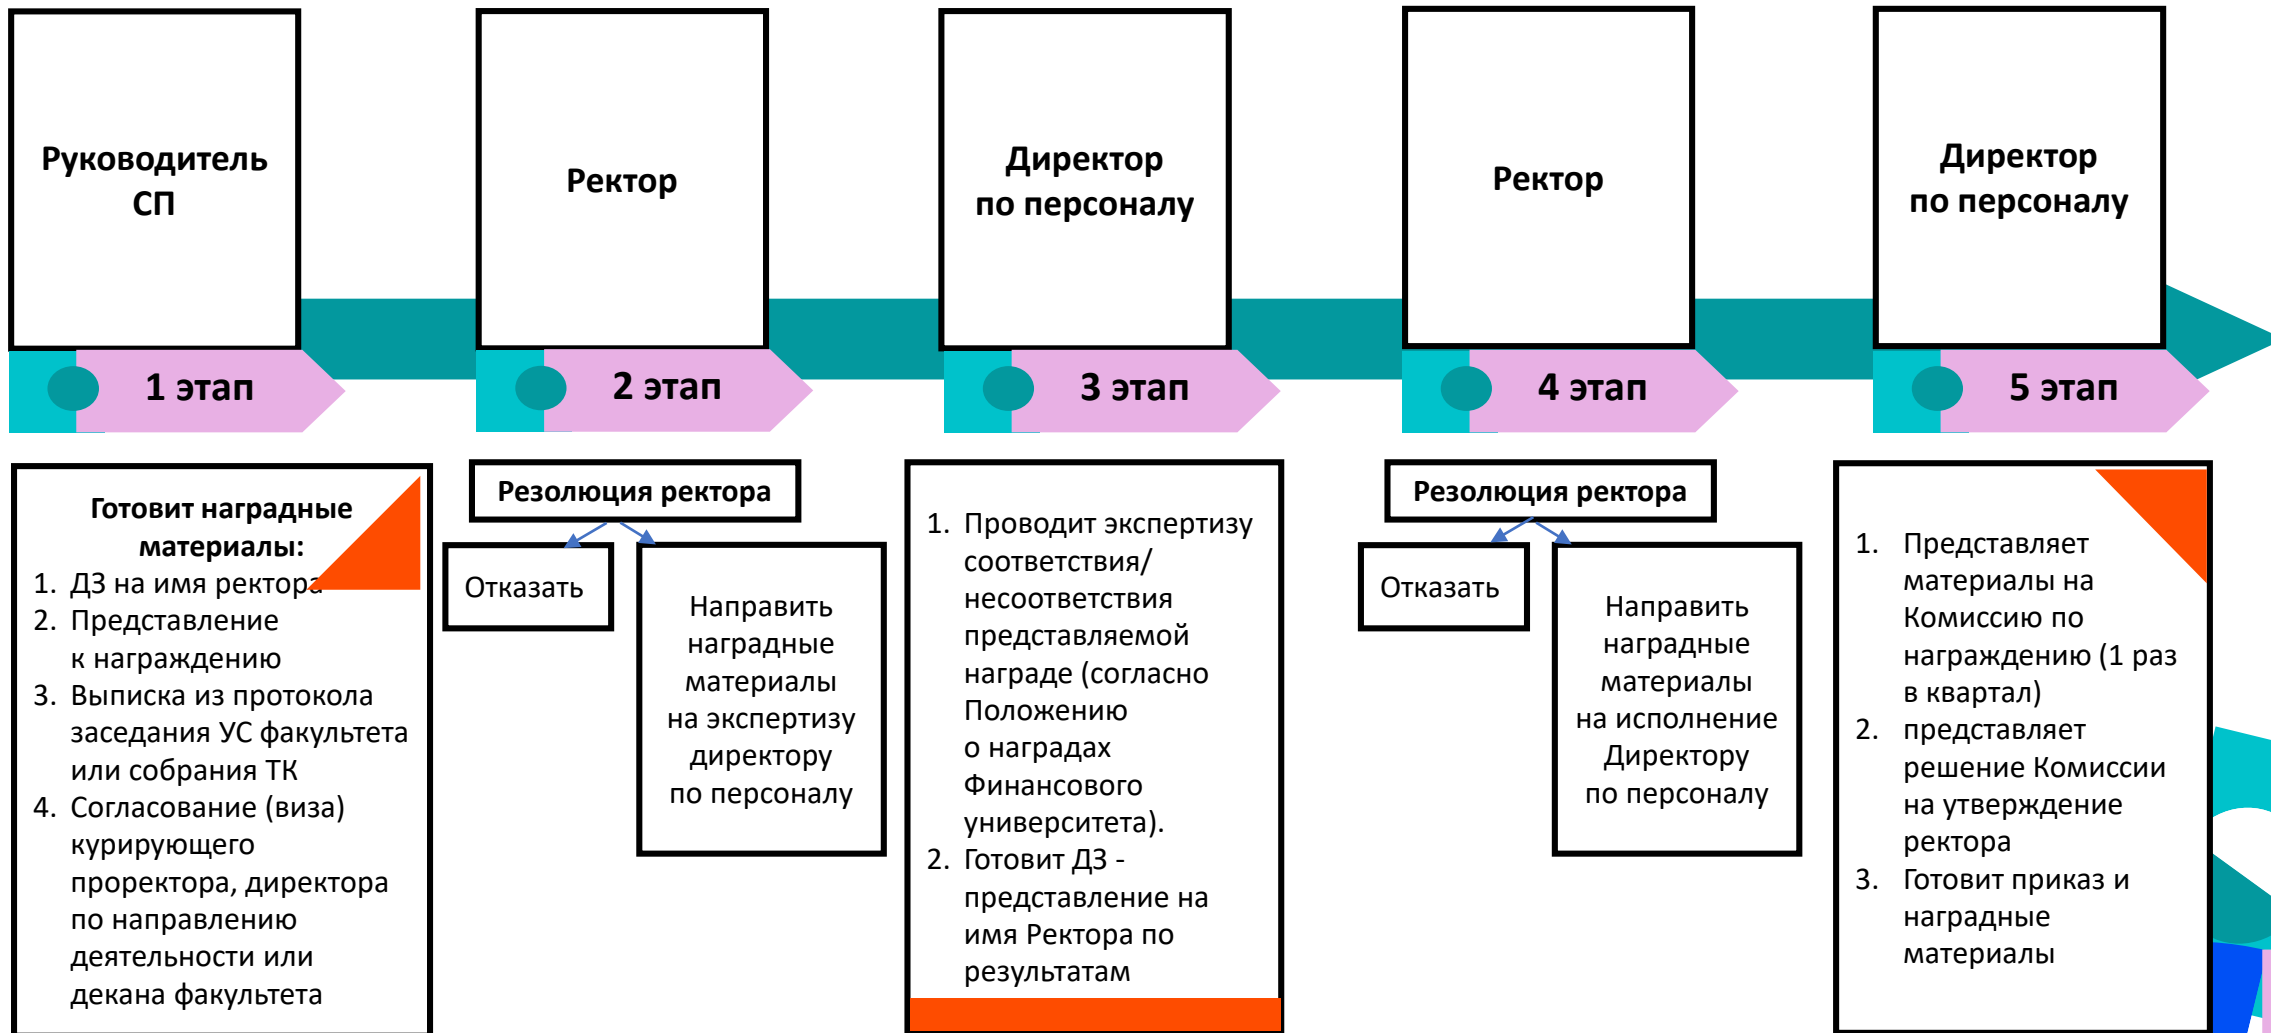 Руководитель
СП
Ректор
Директор
по персоналу
Ректор
Директор
по персоналу
1 этап
2 этап
3 этап
4 этап
5 этап
Готовит наградные
материалы:
1. ДЗ на имя ректора
2. Представление
к награждению
3. Выписка из протокола
заседания УС факультета
или собрания ТК
4. Согласование (виза)
курирующего
проректора, директора
по направлению
деятельности или
декана факультета
Резолюция ректора
Отказать
Направить
наградные
материалы
на экспертизу
директору
по персоналу
1. Проводит экспертизу
соответствия/
несоответствия
представляемой
награде (согласно
Положению
о наградах
Финансового
университета).
2. Готовит ДЗ -
представление на
имя Ректора по
результатам
Резолюция ректора
Отказать
Направить
наградные
материалы
на исполнение
Директору
по персоналу
1. Представляет
материалы на
Комиссию по
награждению (1 раз
в квартал)
2. представляет
решение Комиссии
на утверждение
ректора
3. Готовит приказ и
наградные
материалы